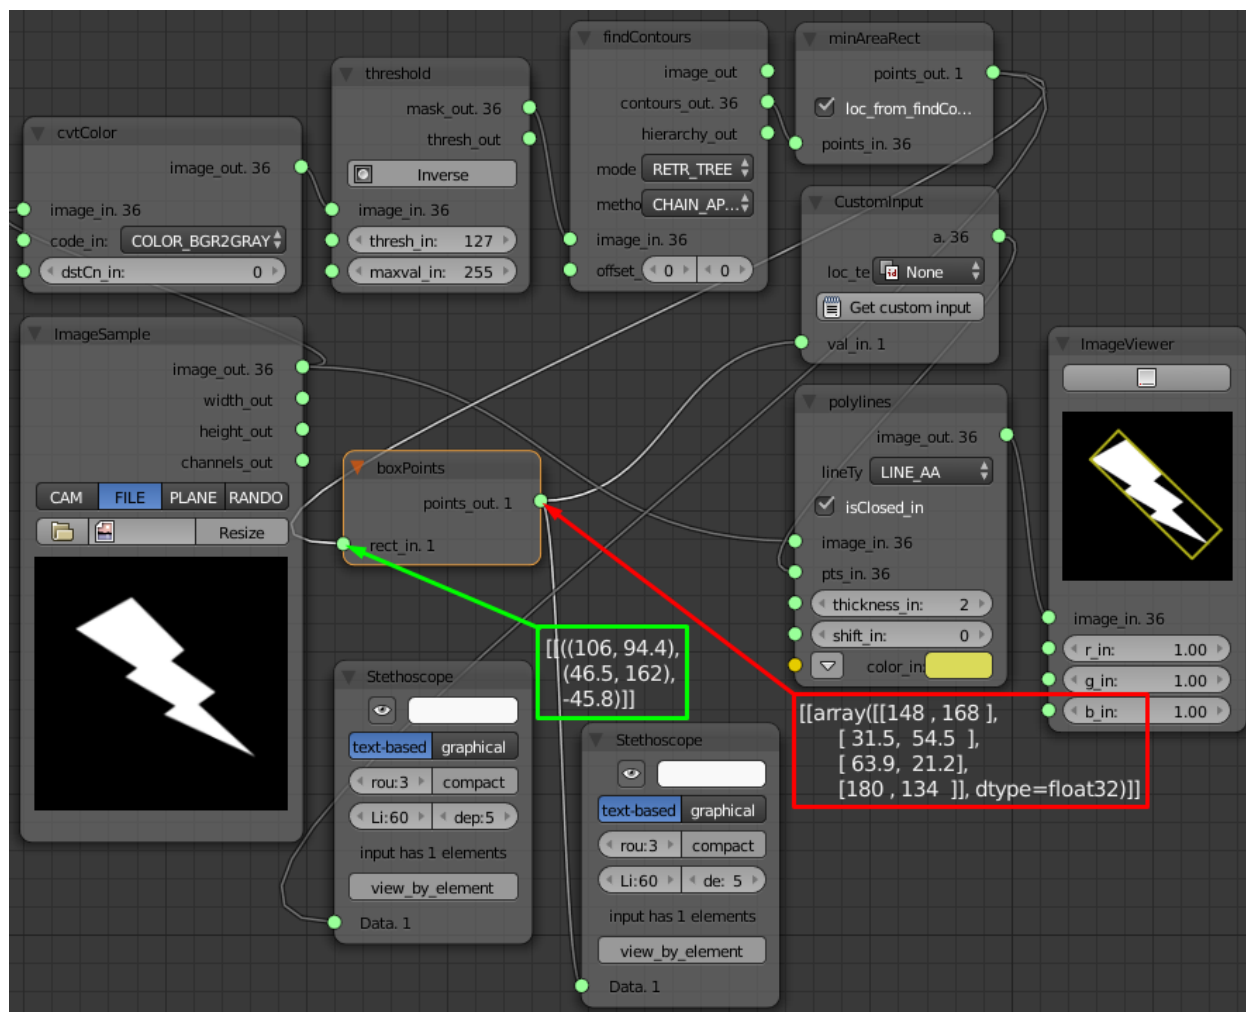 cvtColor
image_out. 36
image_in. 36
code_in: COLOR_BGR2GRAY
dstCn_in: 0
threshold
mask_out. 36
thresh_out
Inverse
image_in. 36
thresh_in: 127
maxval_in: 255
findContours
image_out
contours_out. 36
hierarchy_out
mode RETR_TREE
metho CHAIN_AP...
image_in. 36
offset_ 0 0
minAreaRect
points_out. 1
loc_from_findCo...
points_in. 36
CustomInput
a. 36
loc_te None
Get custom input
val_in. 1
ImageSample
image_out. 36
width_out
height_out
channels_out
CAM FILE PLANE RANDO
Resize
boxPoints
points_out. 1
rect_in. 1
polylines
image_out. 36
lineTy LINE_AA
isClosed_in
image_in. 36
pts_in. 36
thickness_in: 2
shift_in: 0
color_in:
ImageViewer
image_in. 36
r_in: 1.00
g_in: 1.00
b_in: 1.00
[[((106, 94.4),
(46.5, 162),
-45.8)]]
[[array([[148 , 168 ],
[ 31.5, 54.5 ],
[ 63.9, 21.2],
[180 , 134 ]], dtype=float32)]]
Stethoscope
text-based graphical
rou:3 compact
Li:60 dep:5
input has 1 elements
view_by_element
Data. 1
Stethoscope
text-based graphical
rou:3 compact
Li:60 de: 5
input has 1 elements
view_by_element
Data. 1